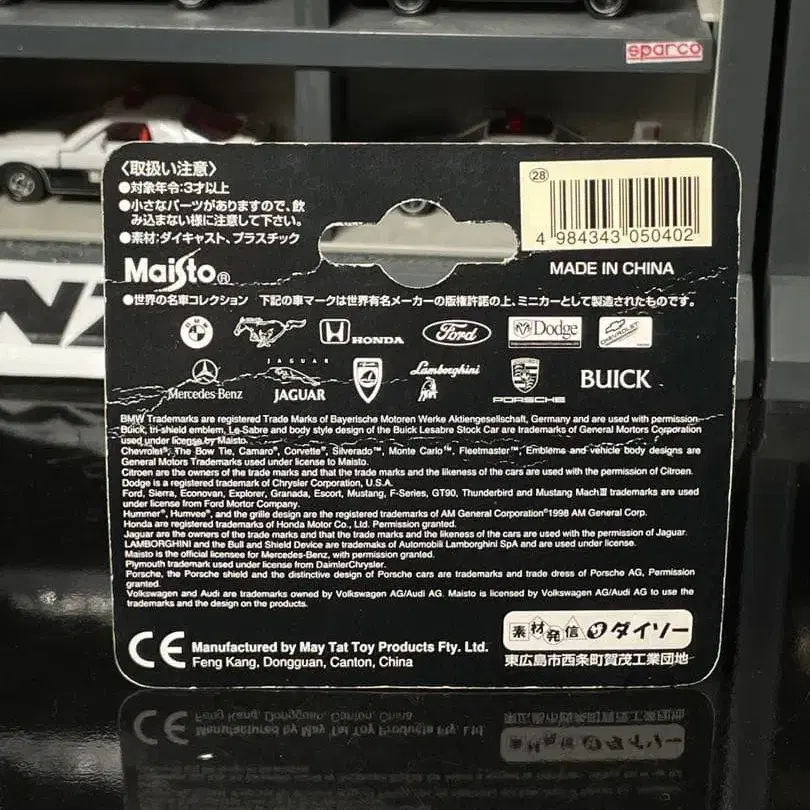 sparco
〈取扱い注意〉
●対象年令:3才以上
●小さなパーツがありますので、飲
み込まない様に注意して下さい。
●素材:ダイキャスト、プラスチック
28
4 984343 050402
MADE IN CHINA
Maisto®
●世界の名車コレクション 下記の車マークは世界有名メーカーの版権許諾の上、ミニカーとして製造されたものです。
HONDA
Ford
Dodge
CHEVROLET
Mercedes Benz
JAGUAR
JAGUAR
Lamborghini
PORSCHE
BUICK
BMW Trademarks are registered Trade Marks of Bayerische Motoren Werke Aktiengesellschaft, Germany and are used with permission
Buick, tri-shield emblem, Le-Sabre and body style design of the Buick Lesabre Stock Car are trademarks of General Mortors Corporation
used under license by Maisto.
Chevrolet®, The Bow Tie, Camaro®, Corvette®, Silverado™, Monte Carlo™, Fleetmaster™, Emblems and vehicle body designs are
General Motors Trademarks used under license to Maisto.
Citroen are the owners of the trade marks and that the trade marks and the likeness of the cars are used with the permission of Citroen.
Dodge is a registered trademark of Chrysler Corporation, U.S.A.
Ford, Sierra, Econovan, Explorer, Granada, Escort, Mustang, F-Series, GT90, Thunderbird and Mustang MachⅢ trademarks are used
under license from Ford Mortor Company.
Hummer®, Humvee®, and the grille design are the registered trademarks of AM General Corporation®1998 AM General Corp.
Honda are registered trademarks of Honda Motor Co., Ltd. Permission granted.
Jaguar are the owners of the trade marks and that the trade marks and the likeness of the cars are used with the permission of Jaguar.
LAMBORGHINI and the Bull and Shield Device are trademaks of Automobili Lamborghini SpA and are used under license.
Maisto is the official licensee for Mercedes-Benz, with permission granted.
Plymouth trademark used under license from DaimlerChrysler.
Porsche, the Porsche shield and the distinctive design of Porsche cars are trademarks and trade dress of Porsche AG, Permission
granted.
Volkswagen and Audi are trademarks owned by Volkswagen AG/Audi AG. Maisto is licensed by Volkswagen AG/Audi AG to use the
trademarks and the design on the products.
CE
Manufactured by May Tat Toy Products Fty. Ltd.
Feng Kang, Dongguan, Canton, China
素材発信 ダイソー
東広島市西条町賀茂工業団地